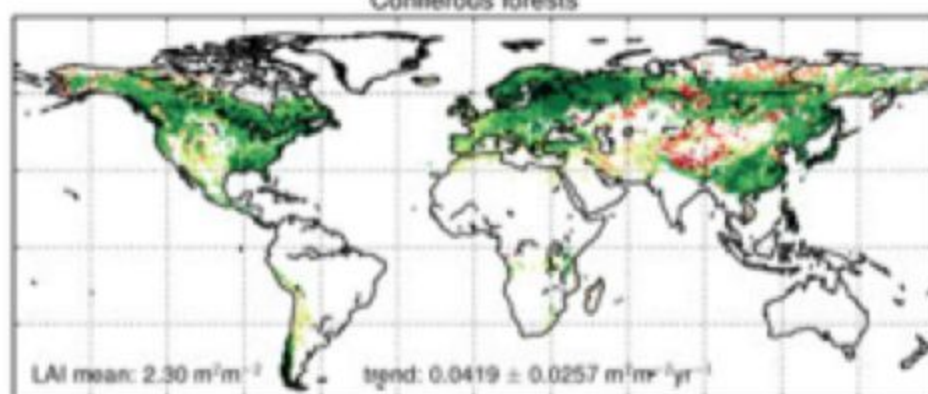 Coniferous forests
LAI mean: 2.30 m²m⁻² trend: 0.0419 ± 0.0257 m²m⁻²yr⁻¹